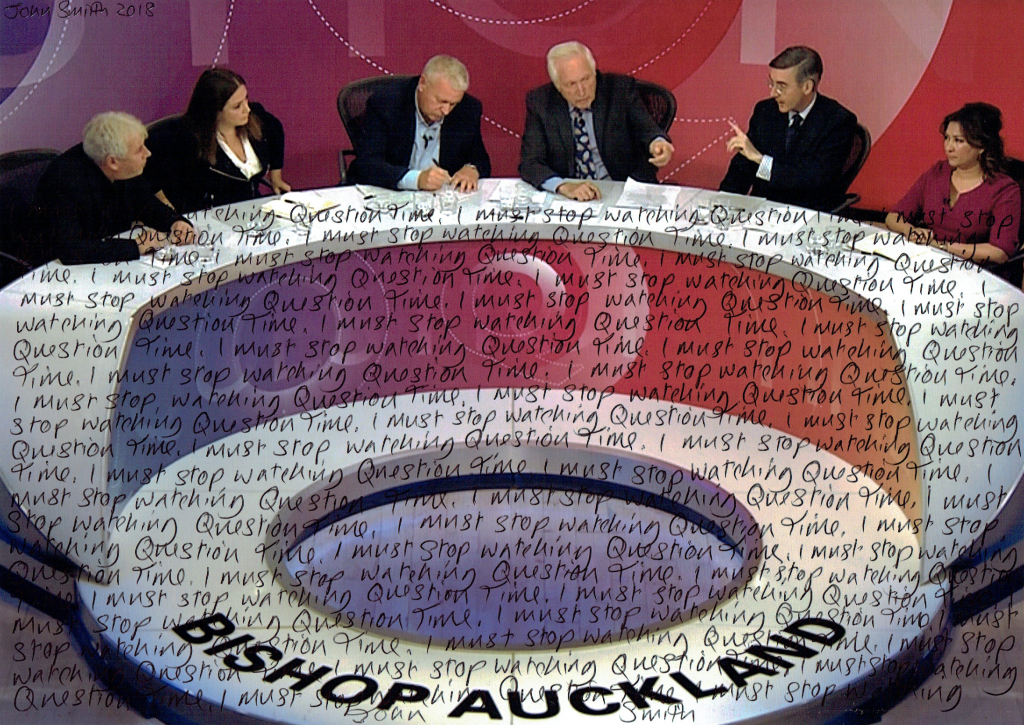 John Smith 2018
watching Question Time. I must stop watching Question Time. I must stop
Question Time. I must stop watching Question Time. I must stop watching Question
Time. I must stop watching Question Time. I must stop watching Question Time. I
must stop watching Question Time. I must stop watching Question Time. I must stop
watching Question Time. I must stop watching Question Time. I must stop watching
Question Time. I must stop watching Question Time. I must stop watching Question
Time. I must stop watching Question Time. I must stop watching Question Time.
I must stop, watching Question Time. I must stop watching Question Time. I must
stop watching Question Time. I must stop watching Question Time. I must stop watching
Question Time. I must stop watching Question Time. I must stop watching Question
Time. I must stop watching Question Time. I must stop watching Question Time. I
must stop watching Question Time. I must stop watching Question Time. I must
stop watching Question Time. I must stop watching Question Time. I must stop
watching Question Time. I must stop watching Question Time. I must stop watching
Question Time. I must stop watching Question Time. I must stop watching Question
Time. I must stop watching Question Time. I must stop watching Question Time. I
must stop watching Question Time. I must stop watching Question Time. I must
stop watching Question Time. I must stop watching Question Time. I must stop
watching Question Time. I must stop watching Question Time. I must stop watching
Question Time. I must stop watching Question Time. I must stop watching
BISHOP AUCKLAND
John Smith